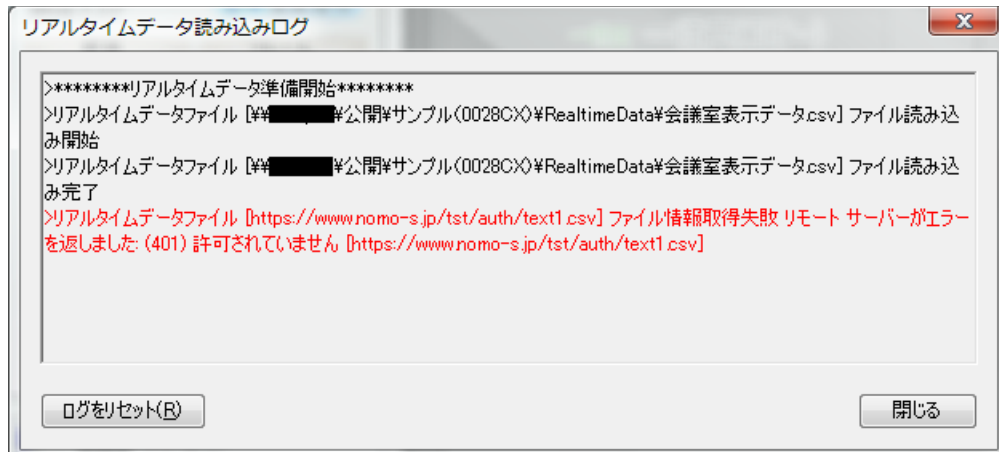 リアルタイムデータ読み込みログ
>********リアルタイムデータ準備開始********
>リアルタイムデータファイル [¥¥ ¥公開¥サンプル(0028CX)¥RealtimeData¥会議室表示データ.csv] ファイル読み込
み開始
>リアルタイムデータファイル [¥¥ ¥公開¥サンプル(0028CX)¥RealtimeData¥会議室表示データ.csv] ファイル読み込
み完了
>リアルタイムデータファイル [https://www.nomo-s.jp/tst/auth/text1.csv] ファイル情報取得失敗 リモート サーバーがエラー
を返しました: (401) 許可されていません [https://www.nomo-s.jp/tst/auth/text1.csv]
ログをリセット(R)
閉じる